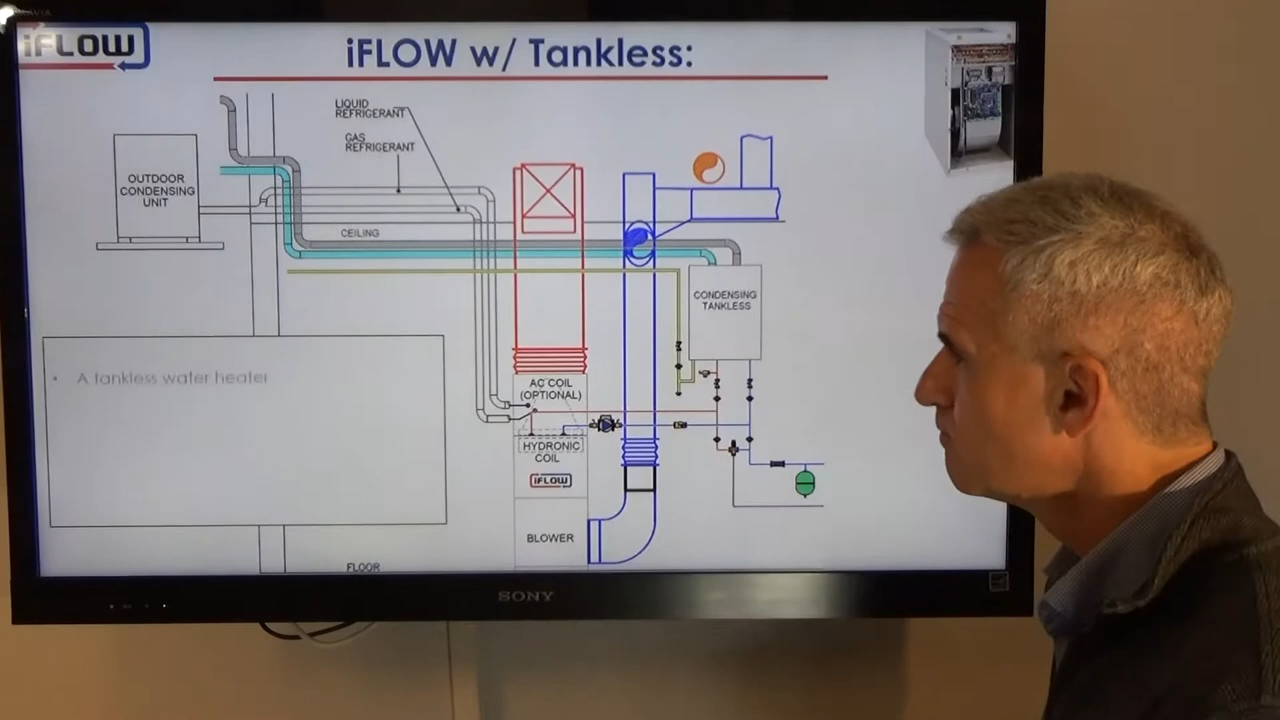 BRAVIA
iFLOW
iFLOW w/ Tankless:
LIQUID
REFRIGERANT
GAS
REFRIGERANT
OUTDOOR
CONDENSING
UNIT
CEILING
CONDENSING
TANKLESS
• A tankless water heater
AC COIL
(OPTIONAL)
HYDRONIC
COIL
iFLOW
BLOWER
FLOOR
SONY